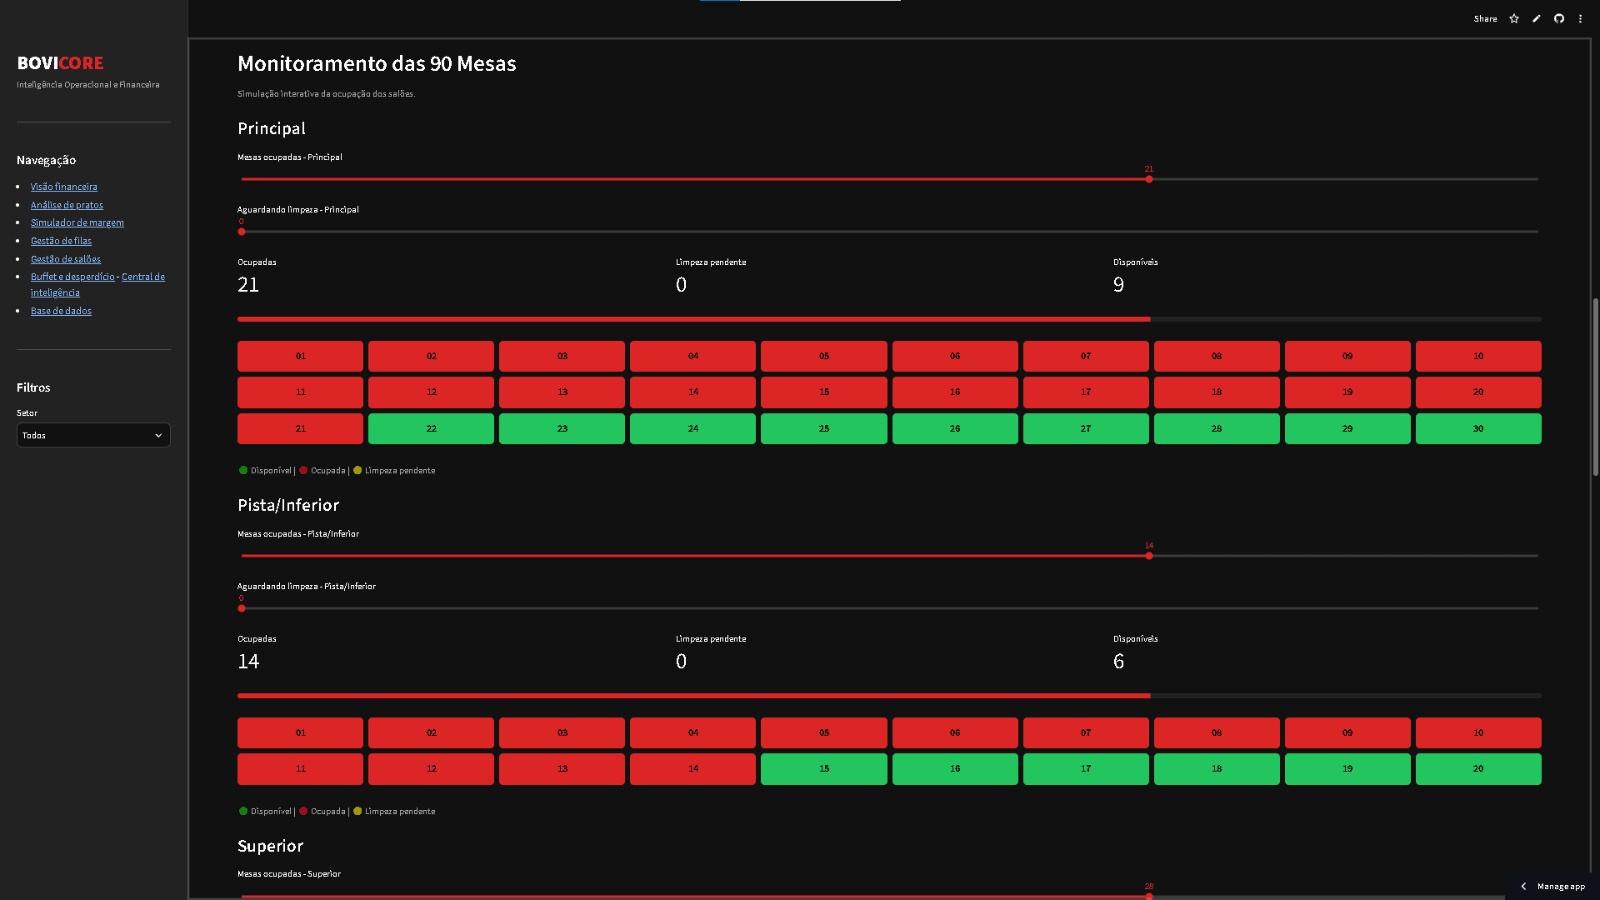 Share
BOVICORE
Inteligência Operacional e Financeira
Navegação
Visão financeira
Análise de pratos
Simulador de margem
Gestão de filas
Gestão de salões
Buffet e desperdício - Central de
inteligência
Base de dados
Filtros
Setor
Todos
Monitoramento das 90 Mesas
Simulação interativa da ocupação dos salões.
Principal
Mesas ocupadas - Principal
21
Aguardando limpeza - Principal
0
Ocupadas Limpeza pendente Disponíveis
21 0 9
01 02 03 04 05 06 07 08 09 10
11 12 13 14 15 16 17 18 19 20
21 22 23 24 25 26 27 28 29 30
Disponível | Ocupada | Limpeza pendente
Pista/Inferior
Mesas ocupadas - Pista/Inferior
14
Aguardando limpeza - Pista/Inferior
0
Ocupadas Limpeza pendente Disponíveis
14 0 6
01 02 03 04 05 06 07 08 09 10
11 12 13 14 15 16 17 18 19 20
Disponível | Ocupada | Limpeza pendente
Superior
Mesas ocupadas - Superior
28
Manage app